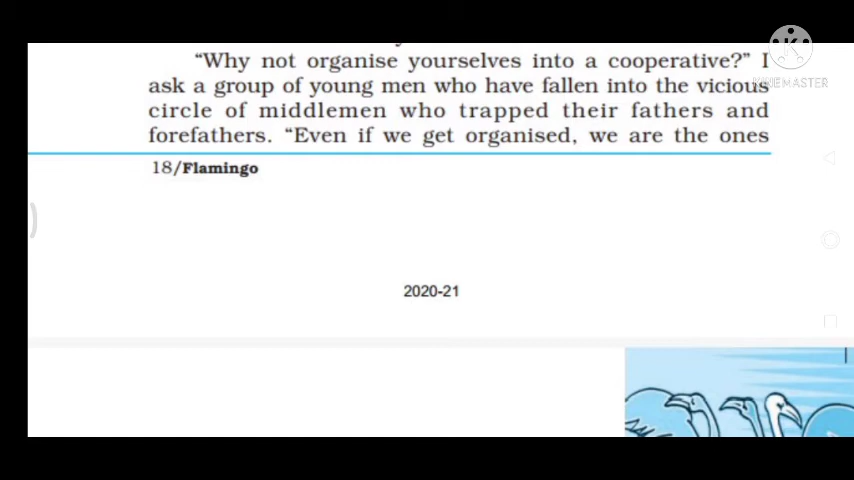 KINEMASTER
“Why not organise yourselves into a cooperative?” I
ask a group of young men who have fallen into the vicious
circle of middlemen who trapped their fathers and
forefathers. “Even if we get organised, we are the ones
18/Flamingo
2020-21